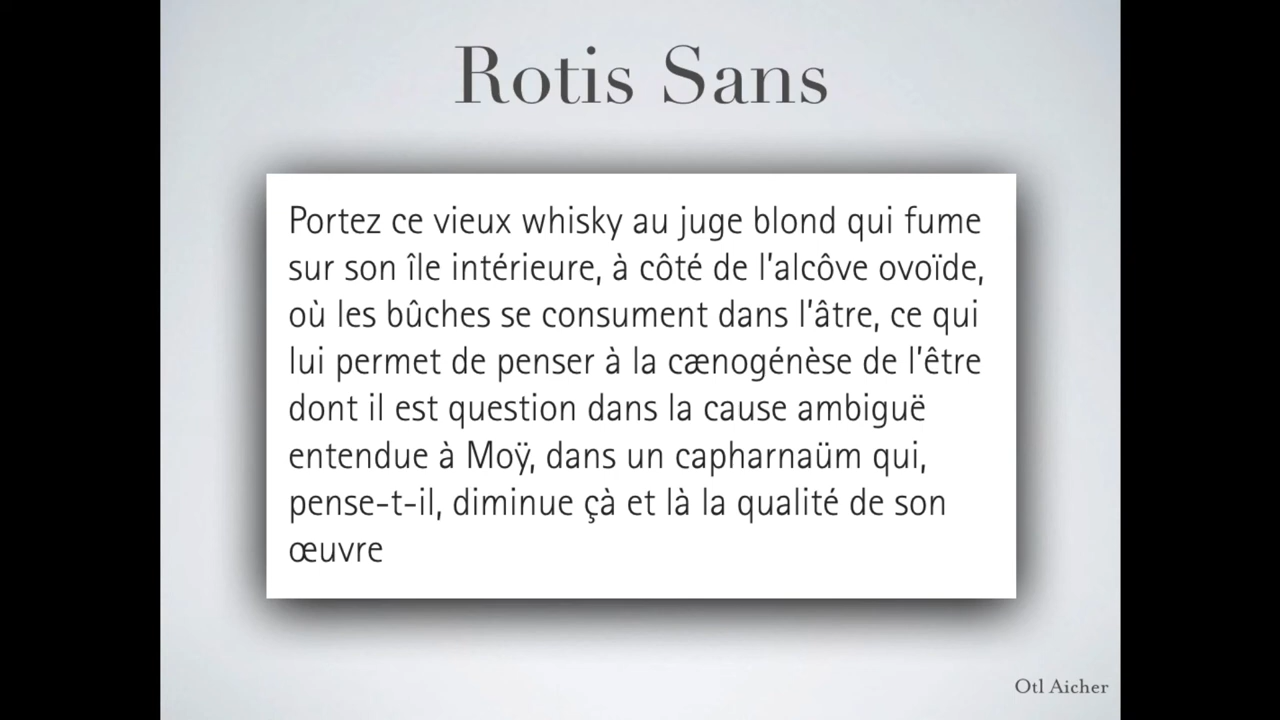 Rotis Sans
Portez ce vieux whisky au juge blond qui fume
sur son île intérieure, à côté de l’alcôve ovoïde,
où les bûches se consument dans l’âtre, ce qui
lui permet de penser à la cænogénèse de l’être
dont il est question dans la cause ambiguë
entendue à Moÿ, dans un capharnaüm qui,
pense-t-il, diminue çà et là la qualité de son
œuvre
Otl Aicher